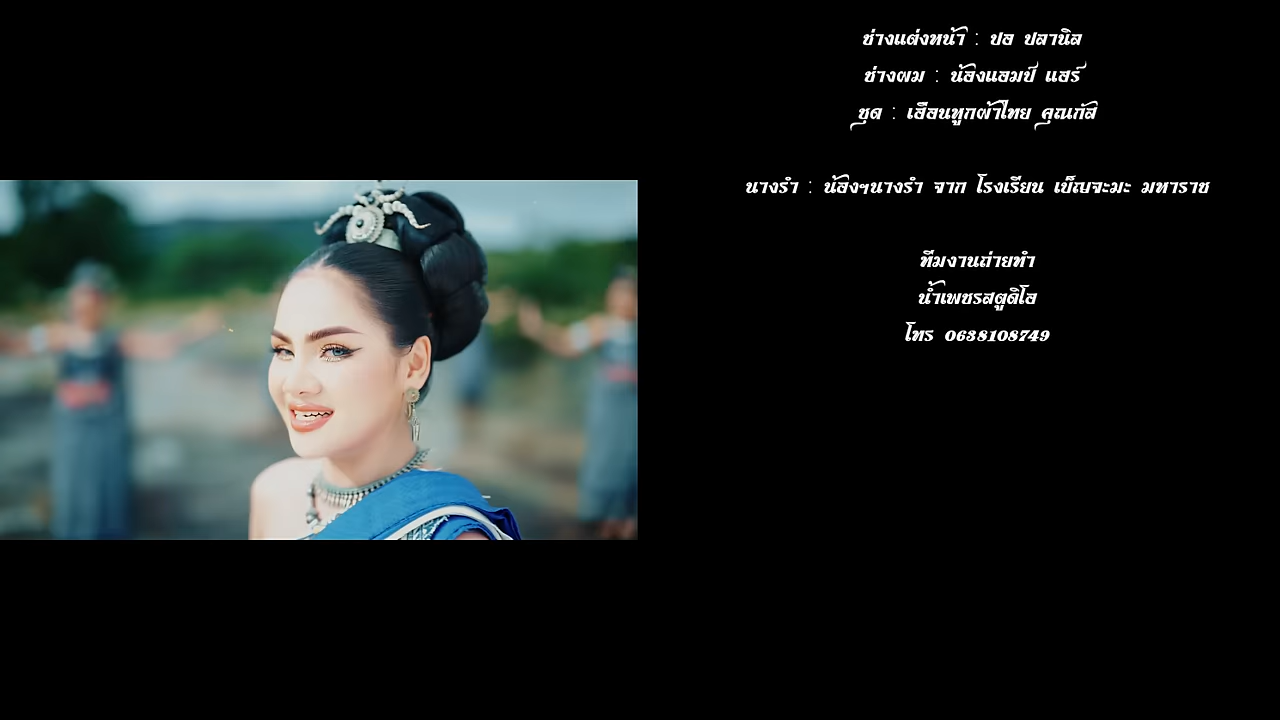 ช่างแต่งหน้า : ปอ ปลานิล
ช่างผม : น้องแอมป์ แฮร์
ชุด : เฮือนทูกผ้าไทย คุณกัส
นางรำ : น้องๆนางรำ จาก โรงเรียน เบ็ญจะมะ มหาราช
ทีมงานถ่ายทำ
น้ำเพชรสตูดิโอ
โทร 0638108749